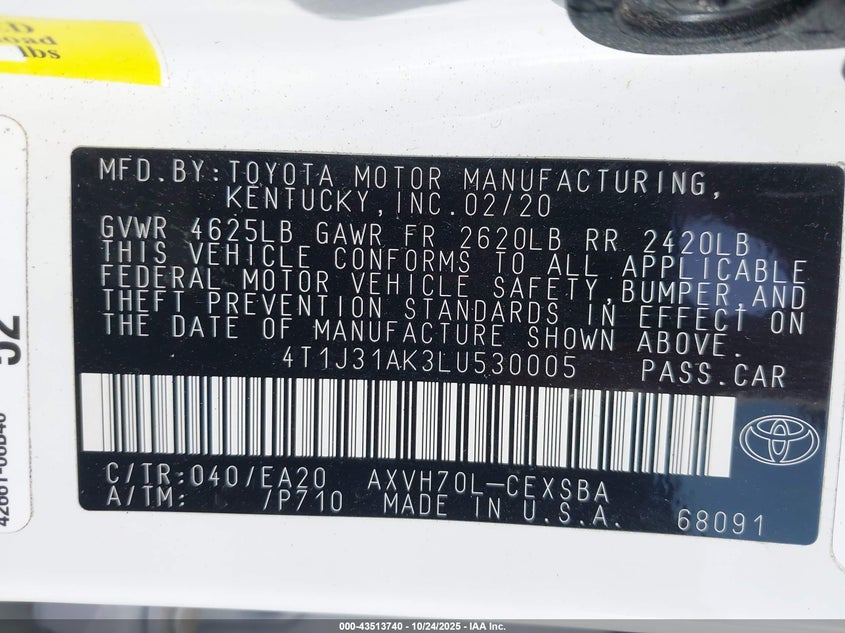 lbs
52
MFD.BY:TOYOTA MOTOR MANUFACTURING,
KENTUCKY,INC.02/20
GVWR 4625LB GAWR FR 2620LB RR 2420LB
THIS VEHICLE CONFORMS TO ALL APPLICABLE
FEDERAL MOTOR VEHICLE SAFETY,BUMPER,AND
THEFT PREVENTION STANDARDS IN EFFECT ON
THE DATE OF MANUFACTURE SHOWN ABOVE.
4T1J31AK3LU530005 PASS.CAR
C/TR:040/EA20 AXVH70L-CEXSBA
A/TM: /P710 MADE IN U.S.A. 68091
000-43513740 - 10/24/2025 - IAA Inc.